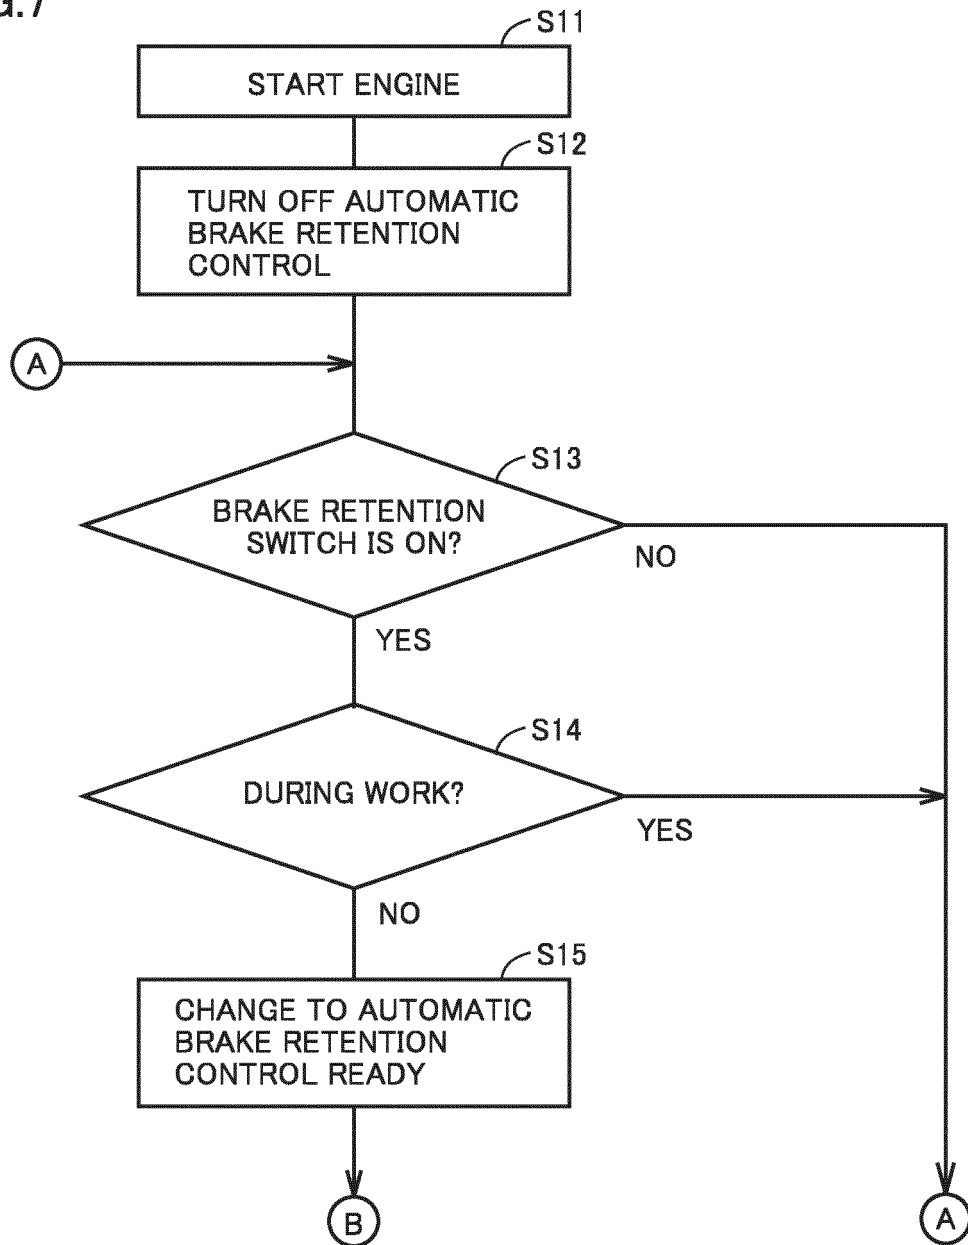 G.7
S11
START ENGINE
S12
TURN OFF AUTOMATIC
BRAKE RETENTION
CONTROL
A
S13
BRAKE RETENTION
SWITCH IS ON?
NO
YES
S14
DURING WORK?
YES
NO
S15
CHANGE TO AUTOMATIC
BRAKE RETENTION
CONTROL READY
B
A